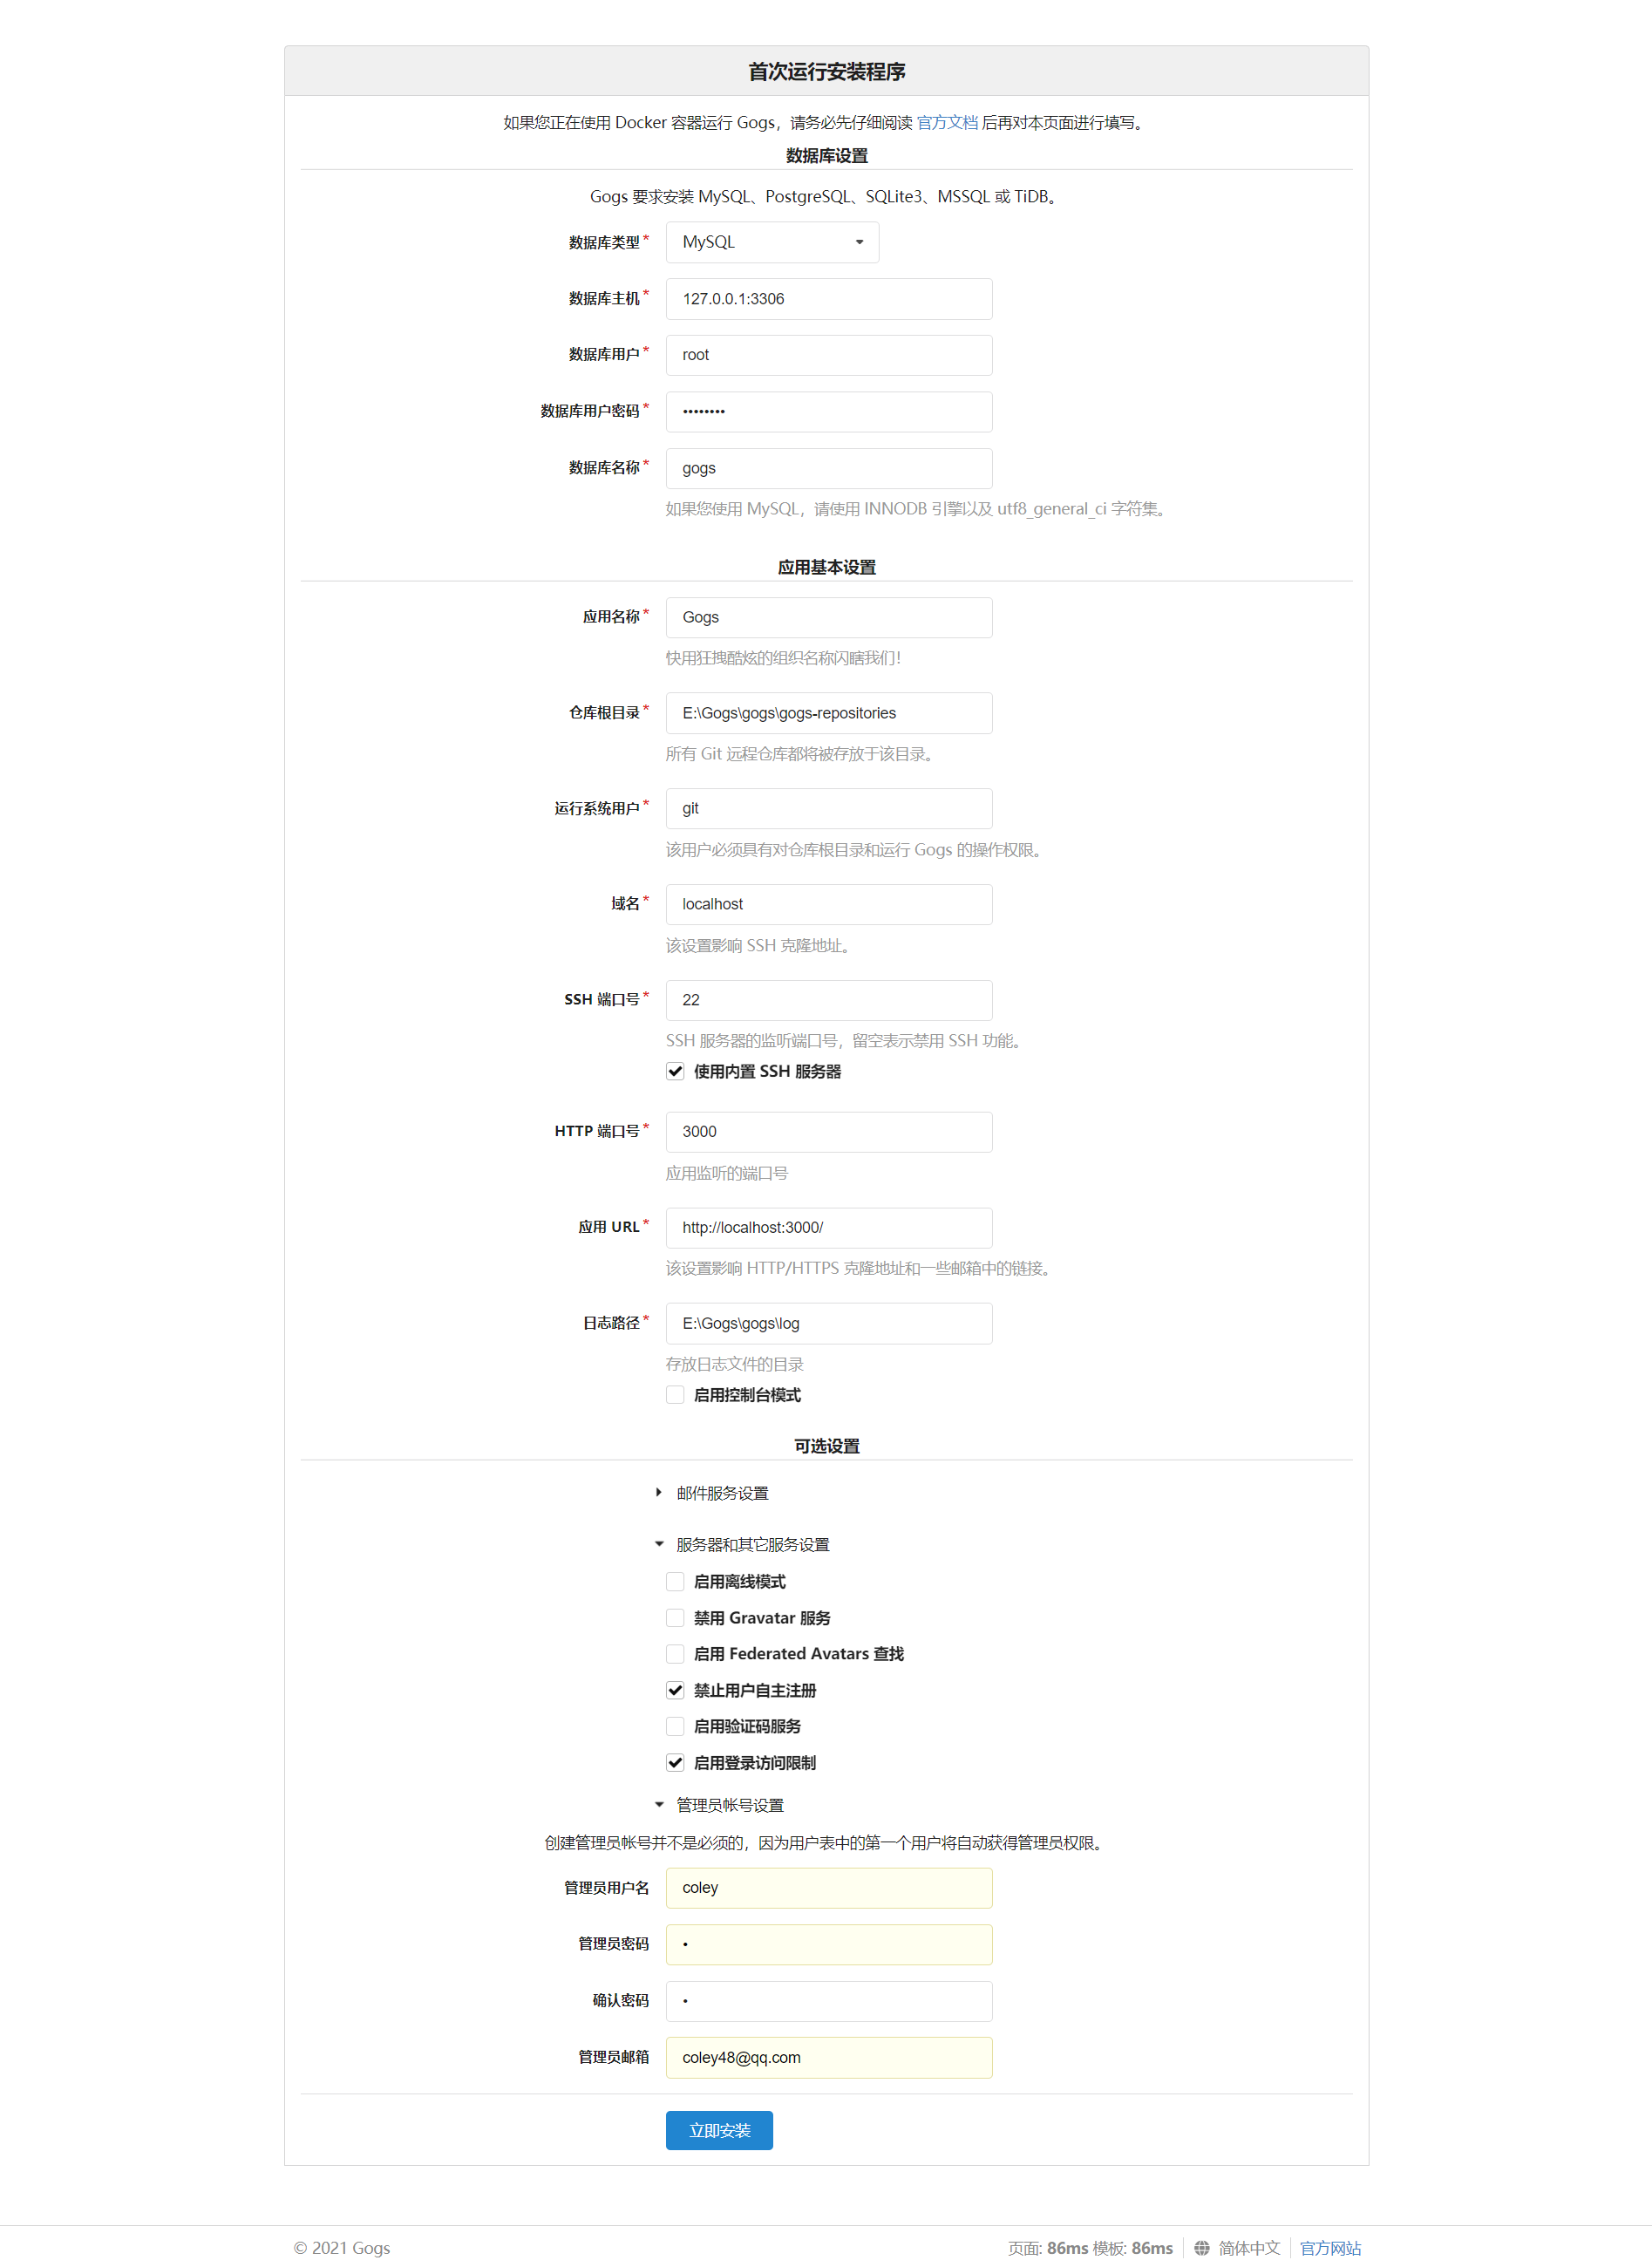 首次运行安装程序
如果您正在使用 Docker 容器运行 Gogs，请务必先仔细阅读 官方文档 后再对本页面进行填写。
数据库设置
Gogs 要求安装 MySQL、PostgreSQL、SQLite3、MSSQL 或 TiDB。
数据库类型* MySQL
数据库主机* 127.0.0.1:3306
数据库用户* root
数据库用户密码* ••••••••
数据库名称* gogs
如果您使用 MySQL，请使用 INNODB 引擎以及 utf8_general_ci 字符集。
应用基本设置
应用名称* Gogs
快用狂拽酷炫的组织名称闪瞎我们！
仓库根目录* E:\Gogs\gogs\gogs-repositories
所有 Git 远程仓库都将被存放于该目录。
运行系统用户* git
该用户必须具有对仓库根目录和运行 Gogs 的操作权限。
域名* localhost
该设置影响 SSH 克隆地址。
SSH 端口号* 22
SSH 服务器的监听端口号，留空表示禁用 SSH 功能。
使用内置 SSH 服务器
HTTP 端口号* 3000
应用监听的端口号
应用 URL* http://localhost:3000/
该设置影响 HTTP/HTTPS 克隆地址和一些邮箱中的链接。
日志路径* E:\Gogs\gogs\log
存放日志文件的目录
启用控制台模式
可选设置
邮件服务设置
服务器和其它服务设置
启用离线模式
禁用 Gravatar 服务
启用 Federated Avatars 查找
禁止用户自主注册
启用验证码服务
启用登录访问限制
管理员帐号设置
创建管理员帐号并不是必须的，因为用户表中的第一个用户将自动获得管理员权限。
管理员用户名 coley
管理员密码 •
确认密码 •
管理员邮箱 coley48@qq.com
立即安装
© 2021 Gogs 页面: 86ms 模板: 86ms 简体中文 官方网站